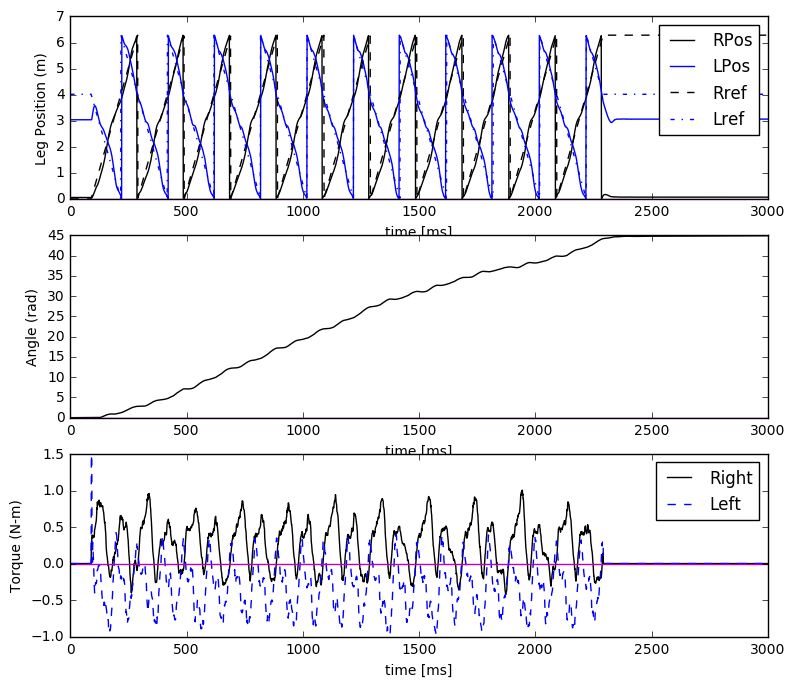 7
6
5
4
3
2
1
0
Leg Position (m)
RPos
LPos
Rref
Lref
0 500 1000 1500 2000 2500 3000
time [ms]
45
40
35
30
25
20
15
10
5
0
Angle (rad)
0 500 1000 1500 2000 2500 3000
time [ms]
1.5
1.0
0.5
0.0
−0.5
−1.0
Torque (N-m)
Right
Left
0 500 1000 1500 2000 2500 3000
time [ms]